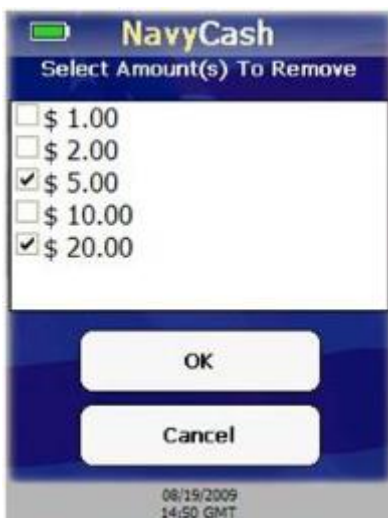 NavyCash
Select Amount(s) To Remove
$ 1.00
$ 2.00
$ 5.00
$ 10.00
$ 20.00
OK
Cancel
08/19/2009
14:50 GMT